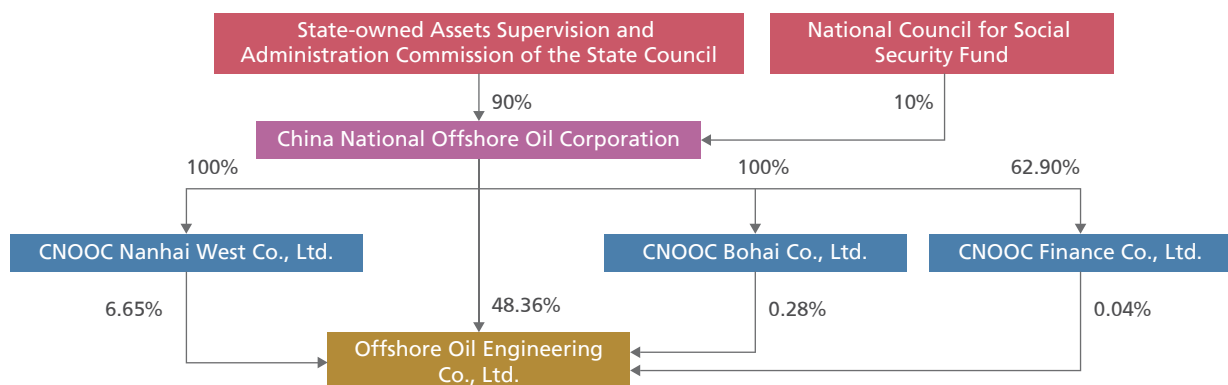 State-owned Assets Supervision and
Administration Commission of the State Council
National Council for Social
Security Fund
90%
10%
China National Offshore Oil Corporation
100%
100%
62.90%
CNOOC Nanhai West Co., Ltd.
CNOOC Bohai Co., Ltd.
CNOOC Finance Co., Ltd.
6.65%
48.36%
0.28%
0.04%
Offshore Oil Engineering
Co., Ltd.